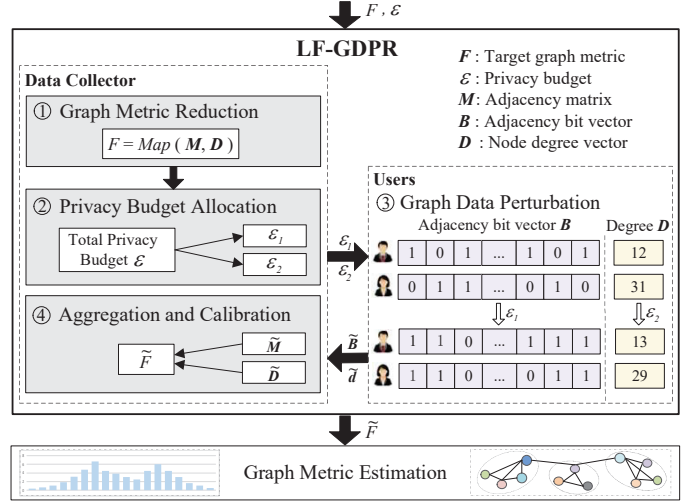 F , ε
LF-GDPR
F : Target graph metric
ε : Privacy budget
M : Adjacency matrix
B : Adjacency bit vector
D : Node degree vector
Data Collector
① Graph Metric Reduction
F = Map ( M, D )
② Privacy Budget Allocation
Total Privacy
Budget ε
ε₁
ε₂
ε₁
ε₂
Users
③ Graph Data Perturbation
Adjacency bit vector B
Degree D
1 0 1 ... 1 0 1
12
0 1 1 ... 0 1 0
31
ε₁
ε₂
1 1 0 ... 1 1 1
13
1 1 0 ... 0 1 1
29
④ Aggregation and Calibration
F̃
M̃
D̃
B̃
d̃
F̃
Graph Metric Estimation